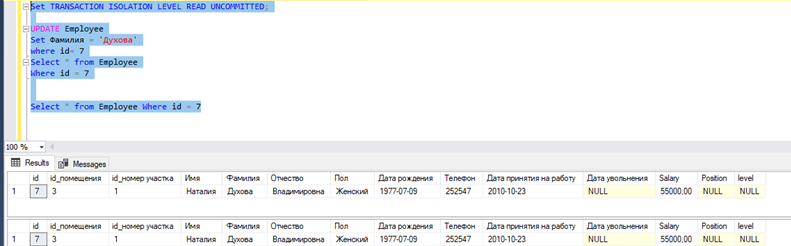 Set TRANSACTION ISOLATION LEVEL READ UNCOMMITTED;
UPDATE Employee
Set Фамилия = 'Духова'
where id= 7
Select * from Employee
Where id = 7
Select * from Employee Where id = 7
100 %
Results Messages
id id_помещения id_номер участка Имя Фамилия Отчество Пол Дата рождения Телефон Дата принятия на работу Дата увольнения Salary Position level
1 7 3 1 Наталия Духова Владимировна Женский 1977-07-09 252547 2010-10-23 NULL 55000,00 NULL NULL
id id_помещения id_номер участка Имя Фамилия Отчество Пол Дата рождения Телефон Дата принятия на работу Дата увольнения Salary Position level
1 7 3 1 Наталия Духова Владимировна Женский 1977-07-09 252547 2010-10-23 NULL 55000,00 NULL NULL